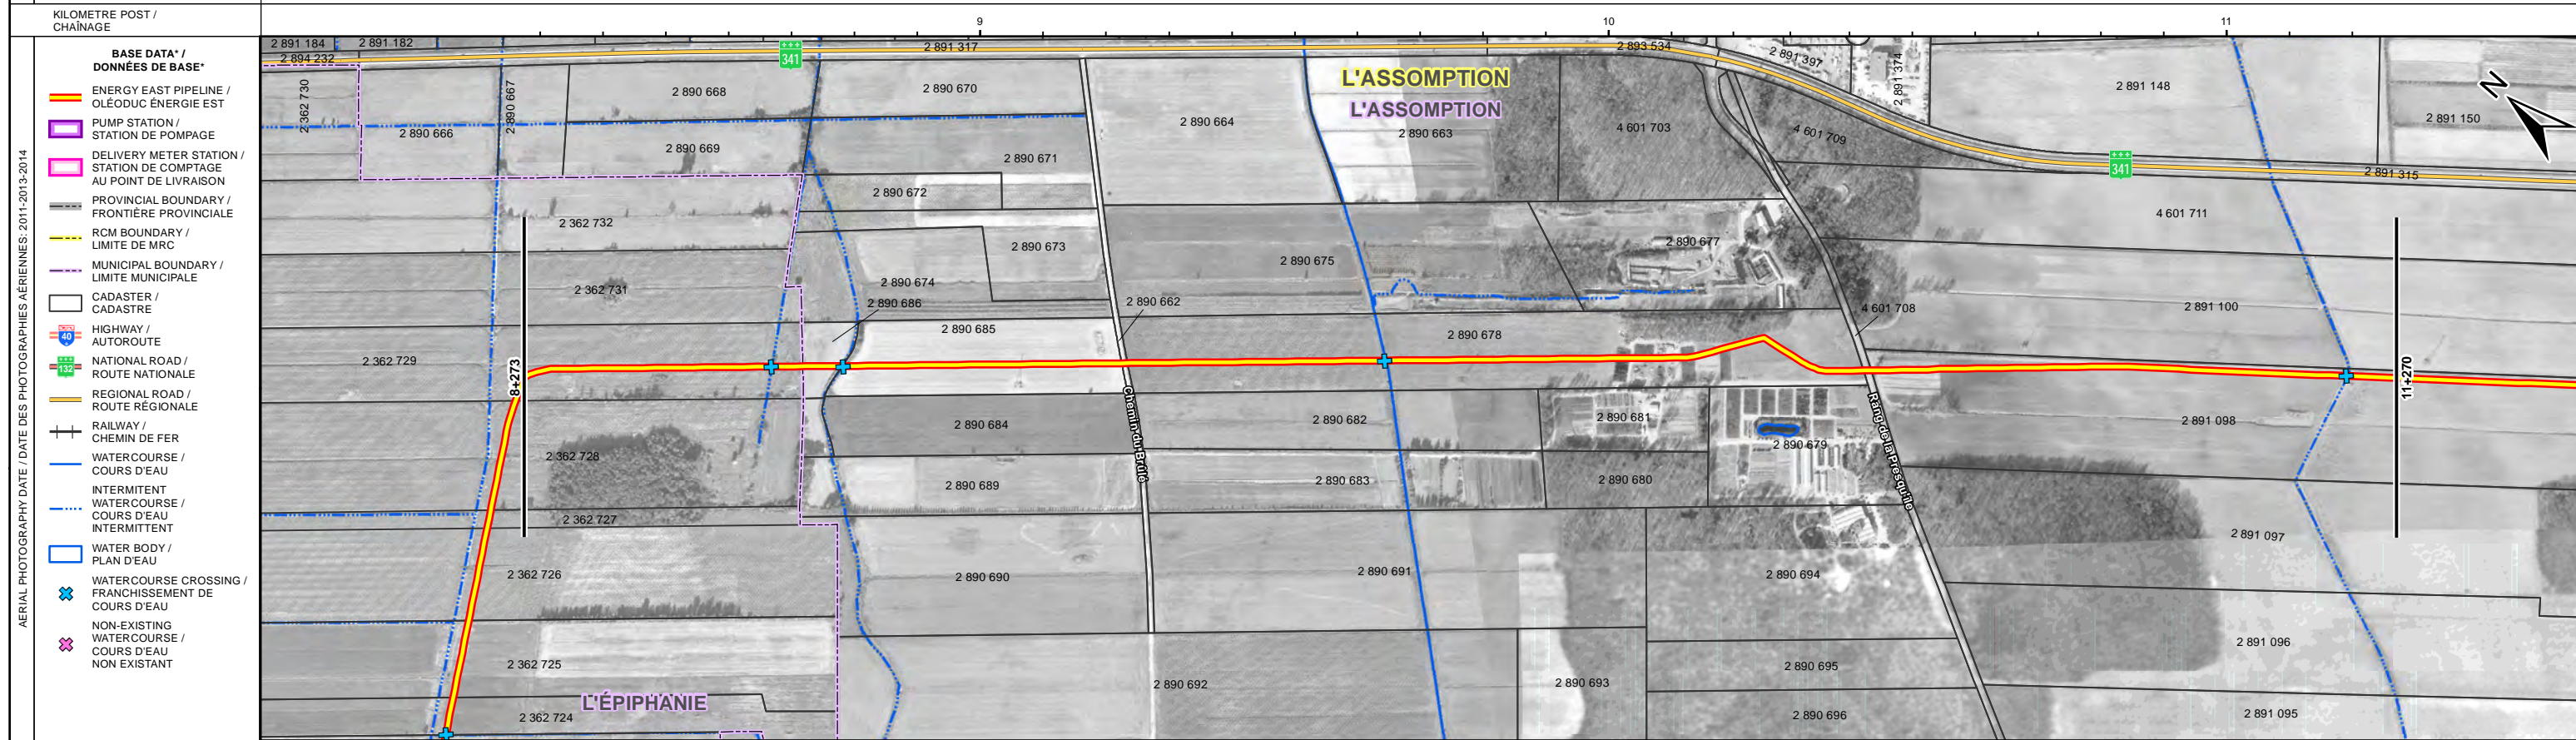 KILOMETRE POST /
CHAÎNAGE
9
10
11
AERIAL PHOTOGRAPHY DATE / DATE DES PHOTOGRAPHIES AÉRIENNES: 2011-2013-2014
BASE DATA* /
DONNÉES DE BASE*
ENERGY EAST PIPELINE /
OLÉODUC ÉNERGIE EST
PUMP STATION /
STATION DE POMPAGE
DELIVERY METER STATION /
STATION DE COMPTAGE
AU POINT DE LIVRAISON
PROVINCIAL BOUNDARY /
FRONTIÈRE PROVINCIALE
RCM BOUNDARY /
LIMITE DE MRC
MUNICIPAL BOUNDARY /
LIMITE MUNICIPALE
CADASTER /
CADASTRE
40
HIGHWAY /
AUTOROUTE
132
NATIONAL ROAD /
ROUTE NATIONALE
REGIONAL ROAD /
ROUTE RÉGIONALE
RAILWAY /
CHEMIN DE FER
WATERCOURSE /
COURS D'EAU
INTERMITENT
WATERCOURSE /
COURS D'EAU
INTERMITTENT
WATER BODY /
PLAN D'EAU
WATERCOURSE CROSSING /
FRANCHISSEMENT DE
COURS D'EAU
NON-EXISTING
WATERCOURSE /
COURS D'EAU
NON EXISTANT
2 891 184
2 891 182
2 894 232
341
2 891 317
2 893 534
2 891 397
2 891 374
2 891 148
2 891 150
N
L'ASSOMPTION
L'ASSOMPTION
2 362 730
2 890 666
2 890 667
2 890 668
2 890 669
2 890 670
2 890 671
2 890 672
2 890 664
2 890 663
4 601 703
4 601 709
341
2 891 315
4 601 711
2 362 732
2 362 731
2 890 673
2 890 674
2 890 686
2 890 662
2 890 675
2 890 677
2 891 100
4 601 708
2 362 729
8+273
2 890 685
2 890 678
11+270
Chemin du Brûlé
Rang de la Presqu'île
2 362 728
2 890 684
2 890 682
2 890 681
2 890 679
2 891 098
2 890 689
2 890 683
2 890 680
2 362 727
2 891 097
2 362 726
2 890 690
2 890 691
2 890 694
2 891 096
2 362 725
2 890 695
2 890 692
2 890 693
L'ÉPIPHANIE
2 362 724
2 890 696
2 891 095